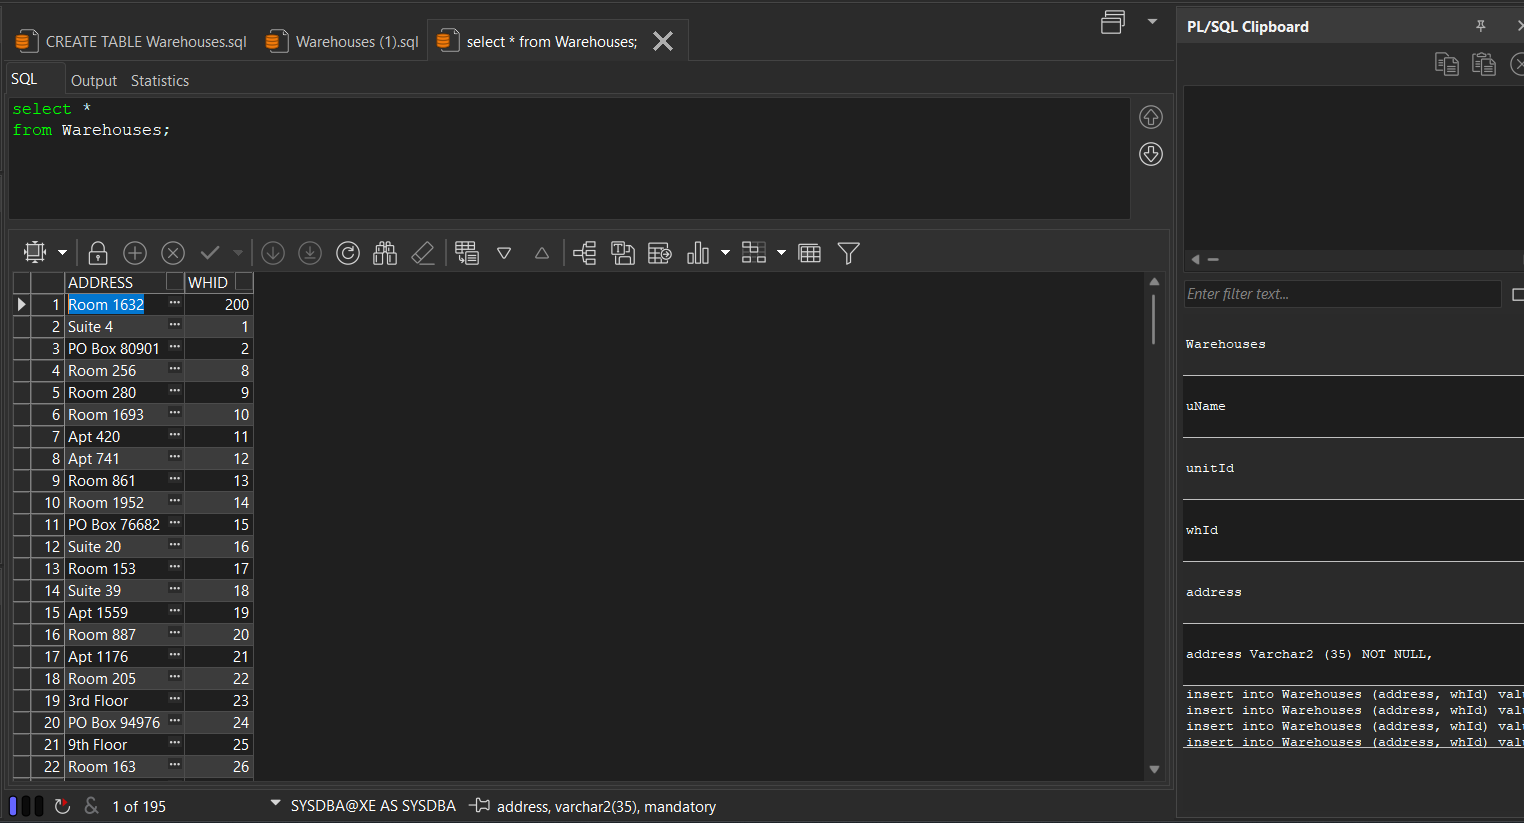 CREATE TABLE Warehouses.sql
Warehouses (1).sql
select * from Warehouses;
PL/SQL Clipboard
SQL
Output
Statistics
select *
from Warehouses;
ADDRESS WHID
1 Room 1632 ... 200
2 Suite 4 ... 1
3 PO Box 80901 ... 2
4 Room 256 ... 8
5 Room 280 ... 9
6 Room 1693 ... 10
7 Apt 420 ... 11
8 Apt 741 ... 12
9 Room 861 ... 13
10 Room 1952 ... 14
11 PO Box 76682 ... 15
12 Suite 20 ... 16
13 Room 153 ... 17
14 Suite 39 ... 18
15 Apt 1559 ... 19
16 Room 887 ... 20
17 Apt 1176 ... 21
18 Room 205 ... 22
19 3rd Floor ... 23
20 PO Box 94976 ... 24
21 9th Floor ... 25
22 Room 163 ... 26
Enter filter text...
Warehouses
uName
unitId
whId
address
address Varchar2 (35) NOT NULL,
insert into Warehouses (address, whId) val
insert into Warehouses (address, whId) val
insert into Warehouses (address, whId) val
insert into Warehouses (address, whId) val
& 1 of 195
SYSDBA@XE AS SYSDBA
address, varchar2(35), mandatory